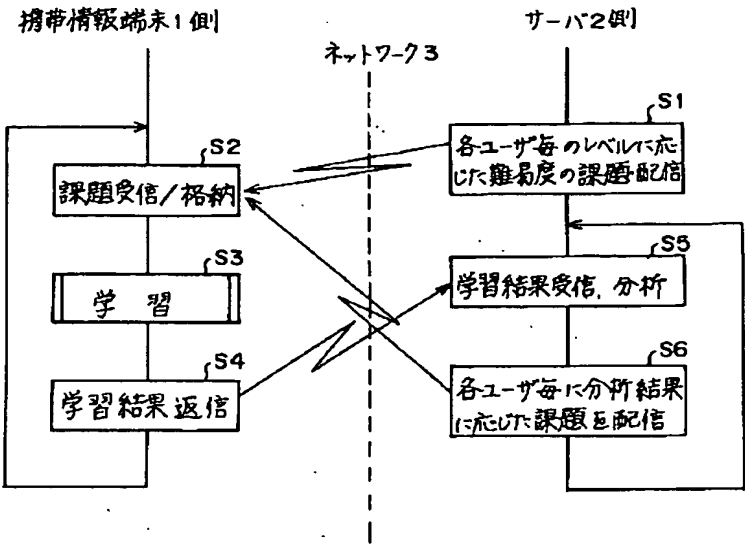 携帯情報端末1側
サーバ2側
ネットワーク3
S1
各ユーザ毎のレベルに応
じた難易度の課題配信
S2
課題受信/格納
S3
学習
S4
学習結果返信
S5
学習結果受信、分析
S6
各ユーザ毎に分析結果
に応じた課題を配信